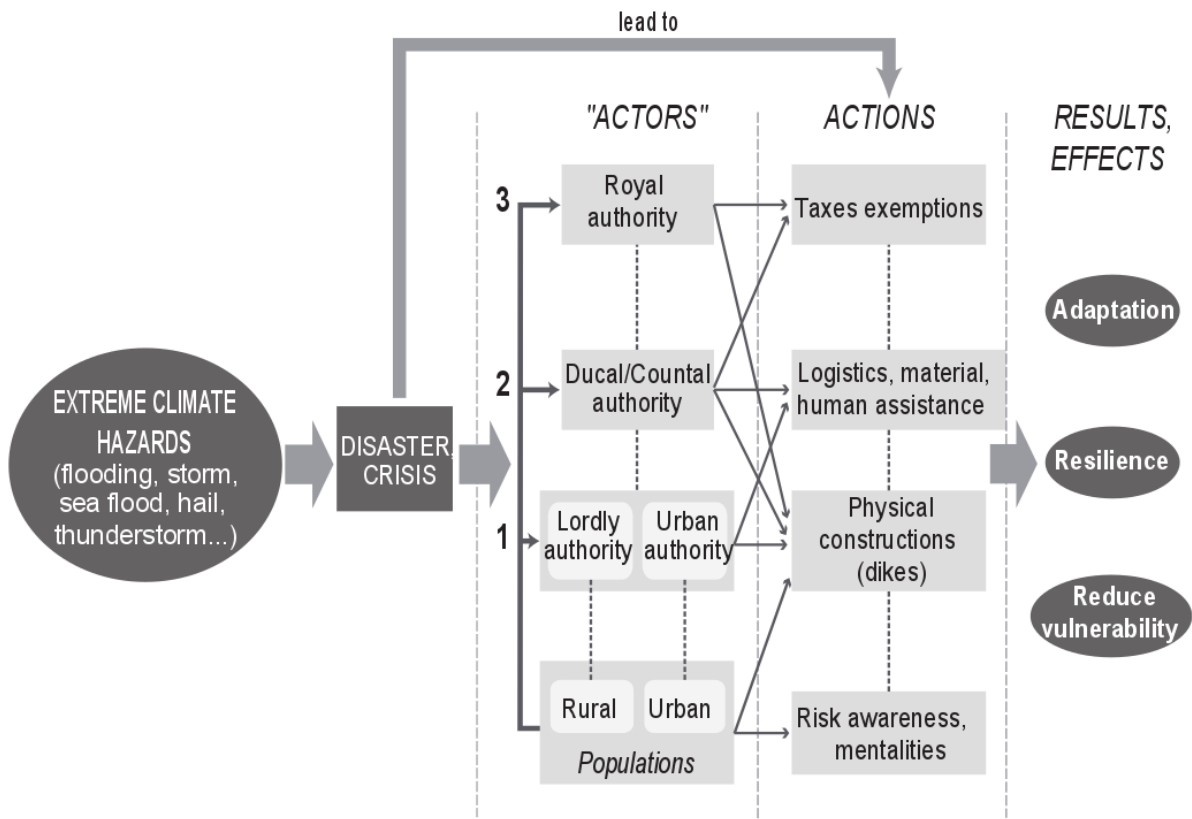 lead to
"ACTORS"
ACTIONS
RESULTS,
EFFECTS
EXTREME CLIMATE
HAZARDS
(flooding, storm,
sea flood, hail,
thunderstorm...)
DISASTER,
CRISIS
3
Royal
authority
2
Ducal/Countal
authority
1
Lordly
authority
Urban
authority
Rural
Urban
Populations
Taxes exemptions
Logistics, material,
human assistance
Physical
constructions
(dikes)
Risk awareness,
mentalities
Adaptation
Resilience
Reduce
vulnerability